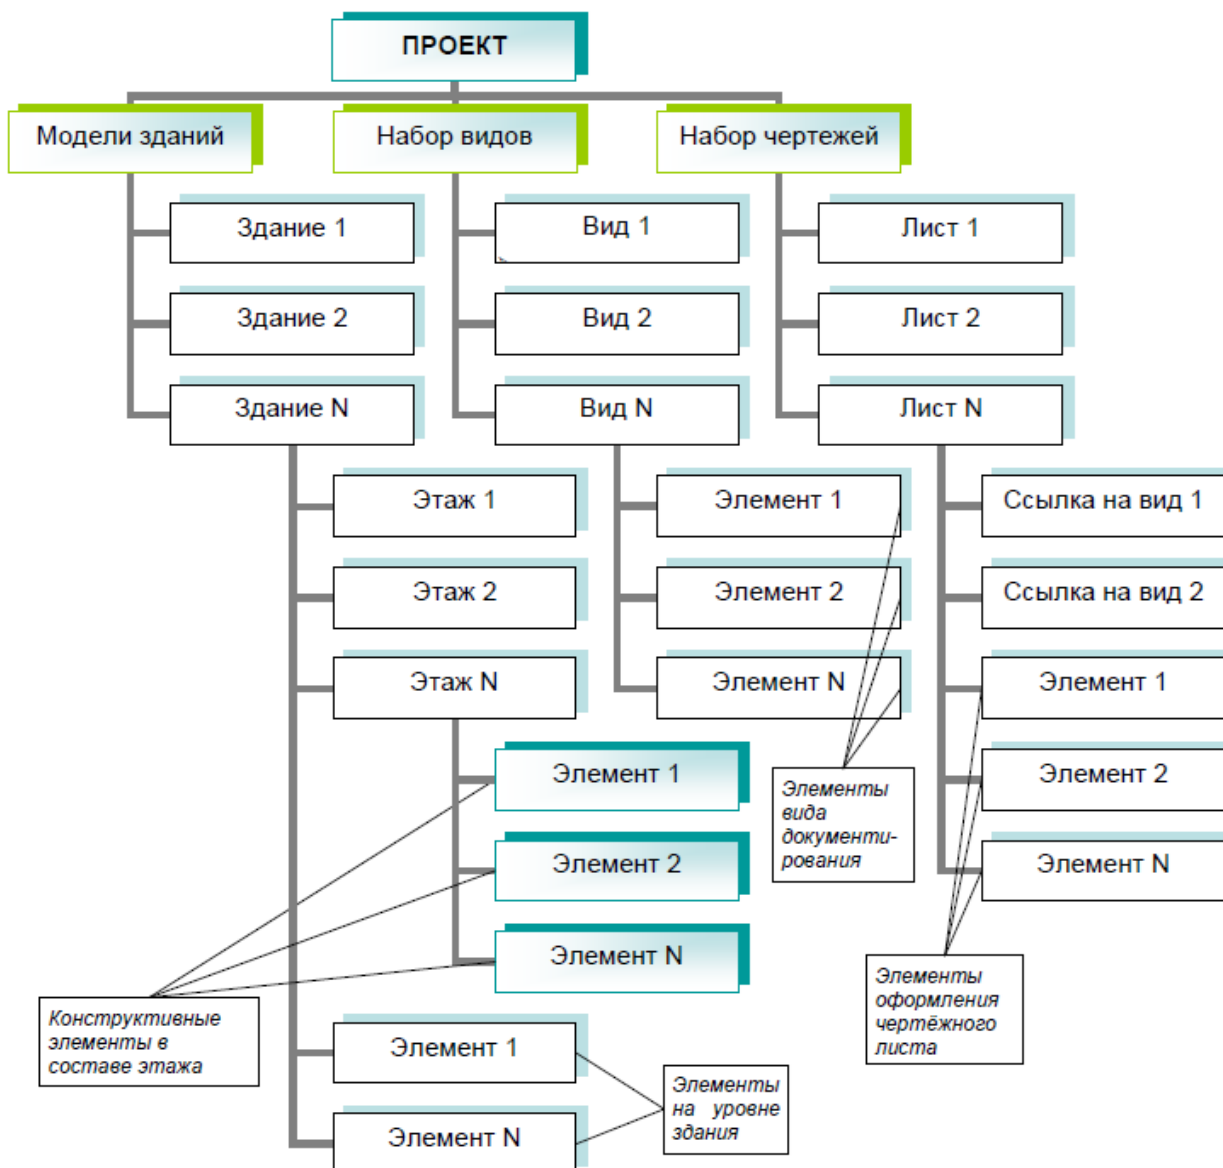 ПРОЕКТ
Модели зданий
Набор видов
Набор чертежей
Здание 1
Вид 1
Лист 1
Здание 2
Вид 2
Лист 2
Здание N
Вид N
Лист N
Этаж 1
Элемент 1
Ссылка на вид 1
Этаж 2
Элемент 2
Ссылка на вид 2
Этаж N
Элемент N
Элемент 1
Элемент 1
Элемент 2
Элементы
вида
документи-
рования
Элемент 2
Элемент N
Элемент N
Элементы
оформления
чертёжного
листа
Конструктивные
элементы в
составе этажа
Элемент 1
Элементы
на уровне
здания
Элемент N